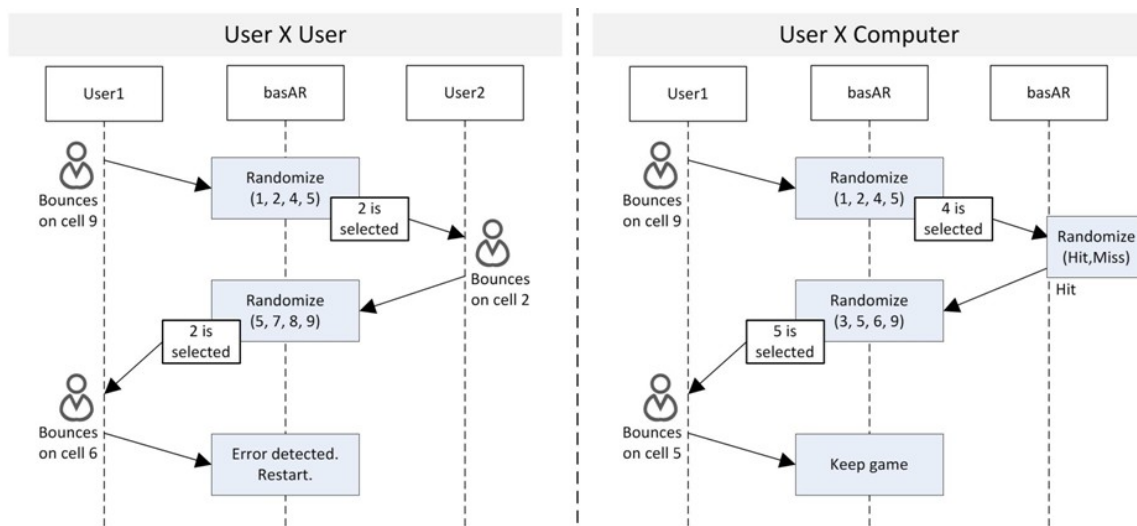 User X User
User1
basAR
User2
Bounces
on cell 9
Randomize
(1, 2, 4, 5)
2 is
selected
Bounces
on cell 2
Randomize
(5, 7, 8, 9)
2 is
selected
Bounces
on cell 6
Error detected.
Restart.
User X Computer
User1
basAR
basAR
Bounces
on cell 9
Randomize
(1, 2, 4, 5)
4 is
selected
Randomize
(Hit,Miss)
Hit
Randomize
(3, 5, 6, 9)
5 is
selected
Bounces
on cell 5
Keep game